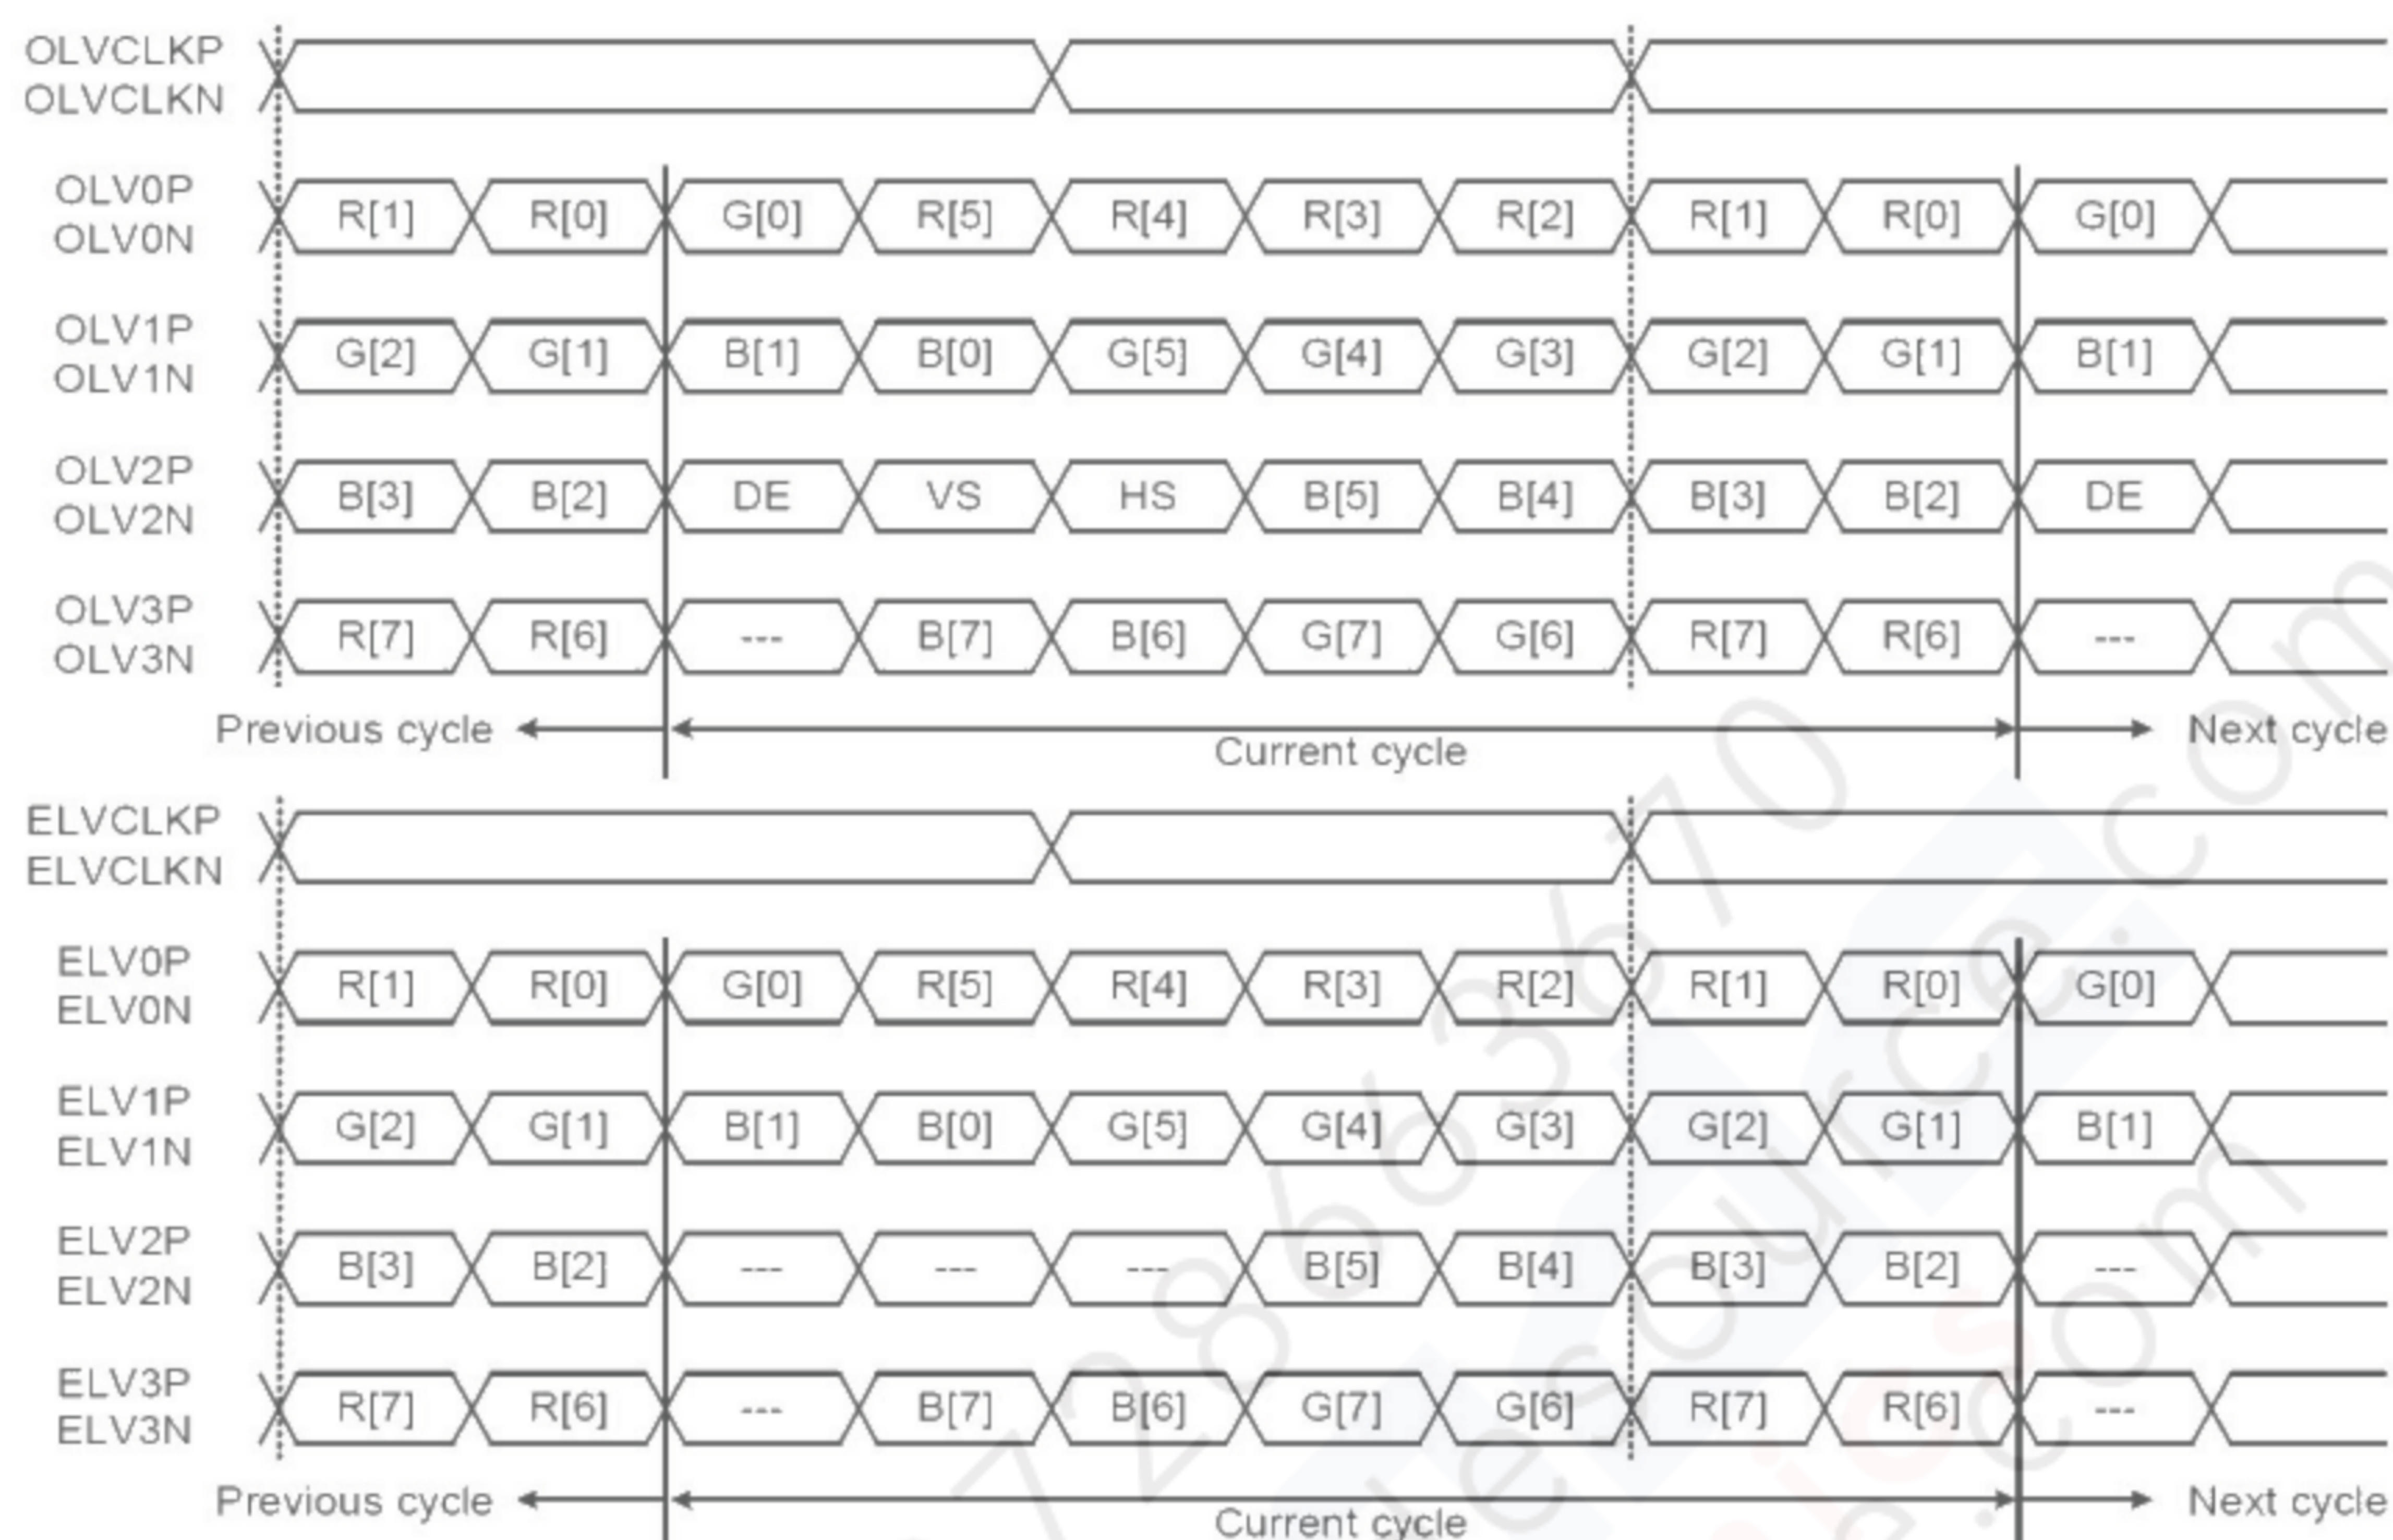 OLVCLKP
OLVCLKN
OLV0P
OLV0N
R[1] R[0] G[0] R[5] R[4] R[3] R[2] R[1] R[0] G[0]
OLV1P
OLV1N
G[2] G[1] B[1] B[0] G[5] G[4] G[3] G[2] G[1] B[1]
OLV2P
OLV2N
B[3] B[2] DE VS HS B[5] B[4] B[3] B[2] DE
OLV3P
OLV3N
R[7] R[6] --- B[7] B[6] G[7] G[6] R[7] R[6] ---
Previous cycle Current cycle Next cycle
ELVCLKP
ELVCLKN
ELV0P
ELV0N
R[1] R[0] G[0] R[5] R[4] R[3] R[2] R[1] R[0] G[0]
ELV1P
ELV1N
G[2] G[1] B[1] B[0] G[5] G[4] G[3] G[2] G[1] B[1]
ELV2P
ELV2N
B[3] B[2] --- --- --- B[5] B[4] B[3] B[2] ---
ELV3P
ELV3N
R[7] R[6] --- B[7] B[6] G[7] G[6] R[7] R[6] ---
Previous cycle Current cycle Next cycle